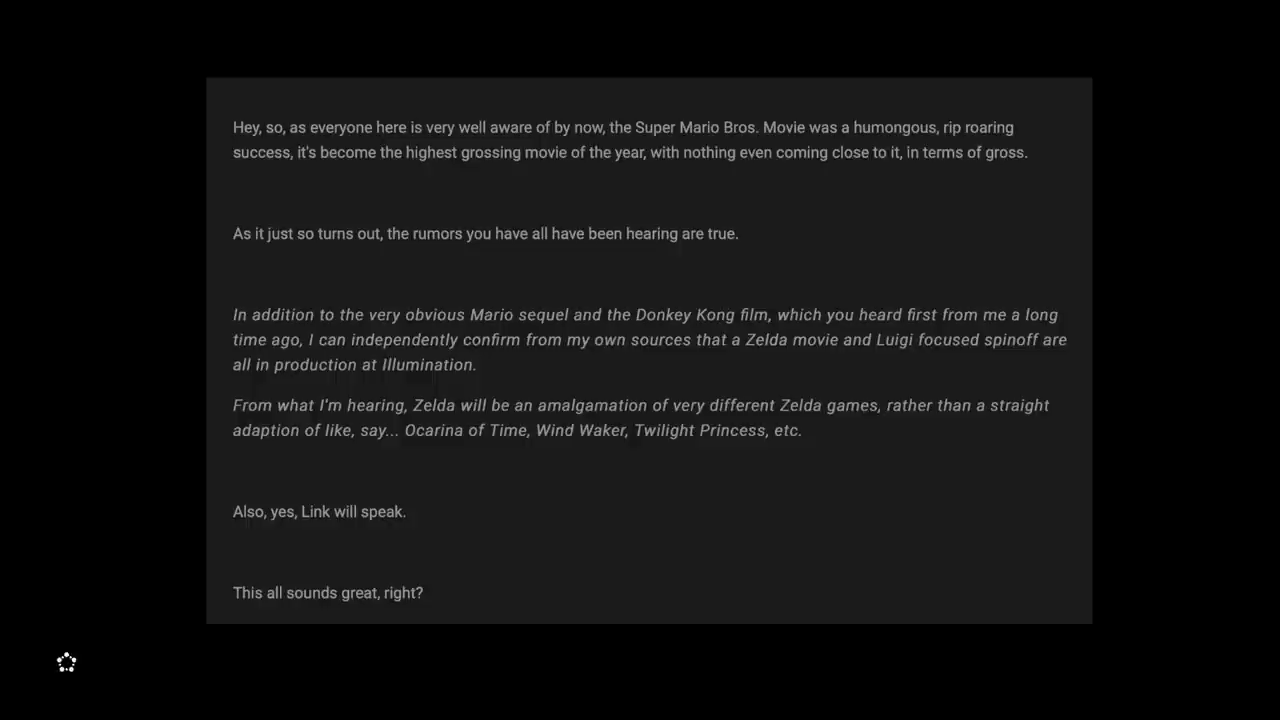 Hey, so, as everyone here is very well aware of by now, the Super Mario Bros. Movie was a humongous, rip roaring
success, it's become the highest grossing movie of the year, with nothing even coming close to it, in terms of gross.
As it just so turns out, the rumors you have all have been hearing are true.
In addition to the very obvious Mario sequel and the Donkey Kong film, which you heard first from me a long
time ago, I can independently confirm from my own sources that a Zelda movie and Luigi focused spinoff are
all in production at Illumination.
From what I'm hearing, Zelda will be an amalgamation of very different Zelda games, rather than a straight
adaption of like, say... Ocarina of Time, Wind Waker, Twilight Princess, etc.
Also, yes, Link will speak.
This all sounds great, right?